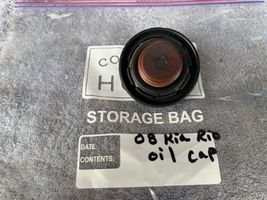 CO
H
STORAGE BAG
DATE:
CONTENTS:
08 Kia Rio
oil cap